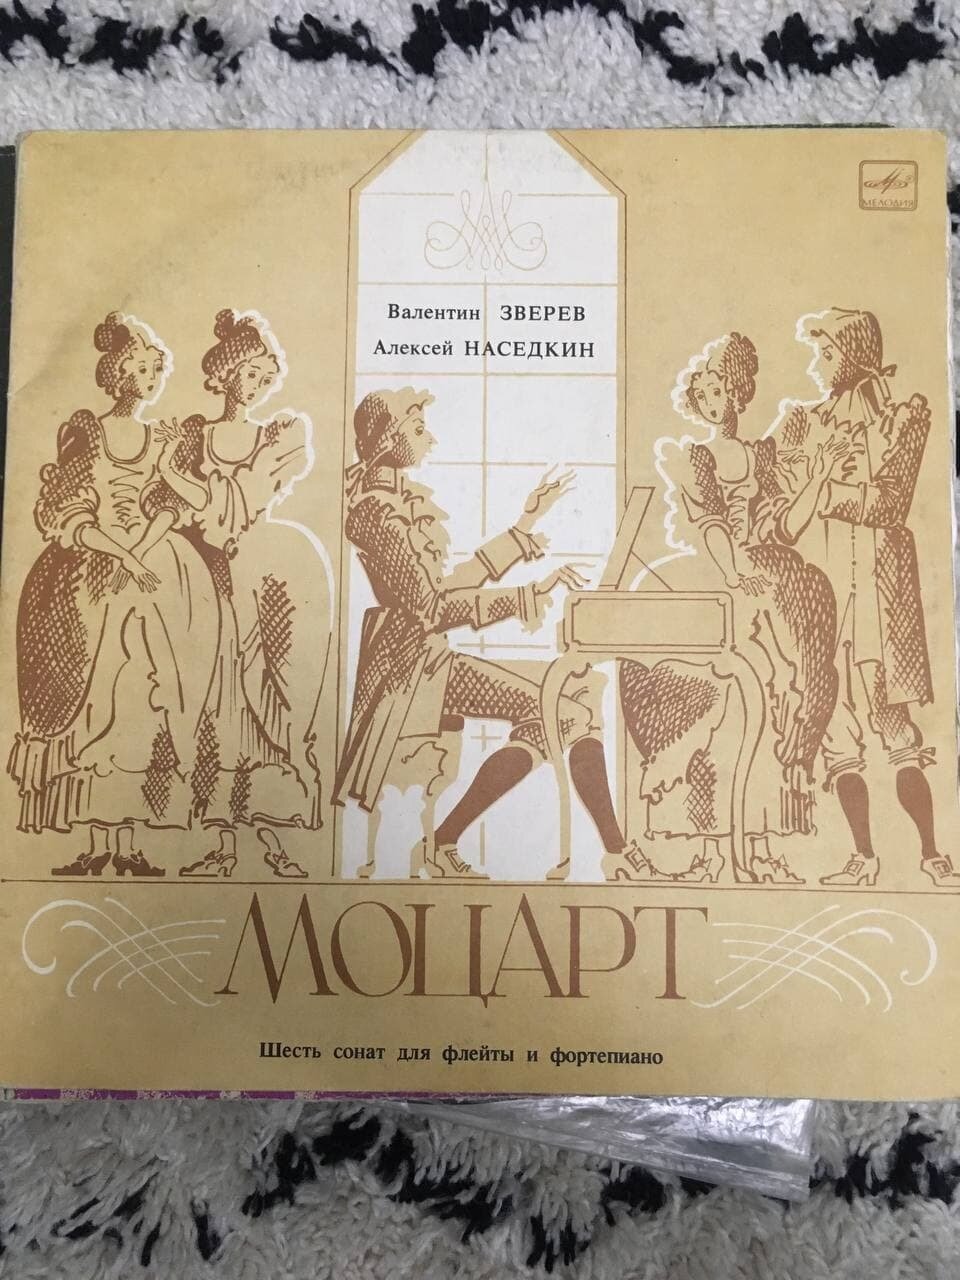 МЕЛОДИЯ
Валентин ЗВЕРЕВ
Алексей НАСЕДКИН
МОЦАРТ
Шесть сонат для флейты и фортепиано